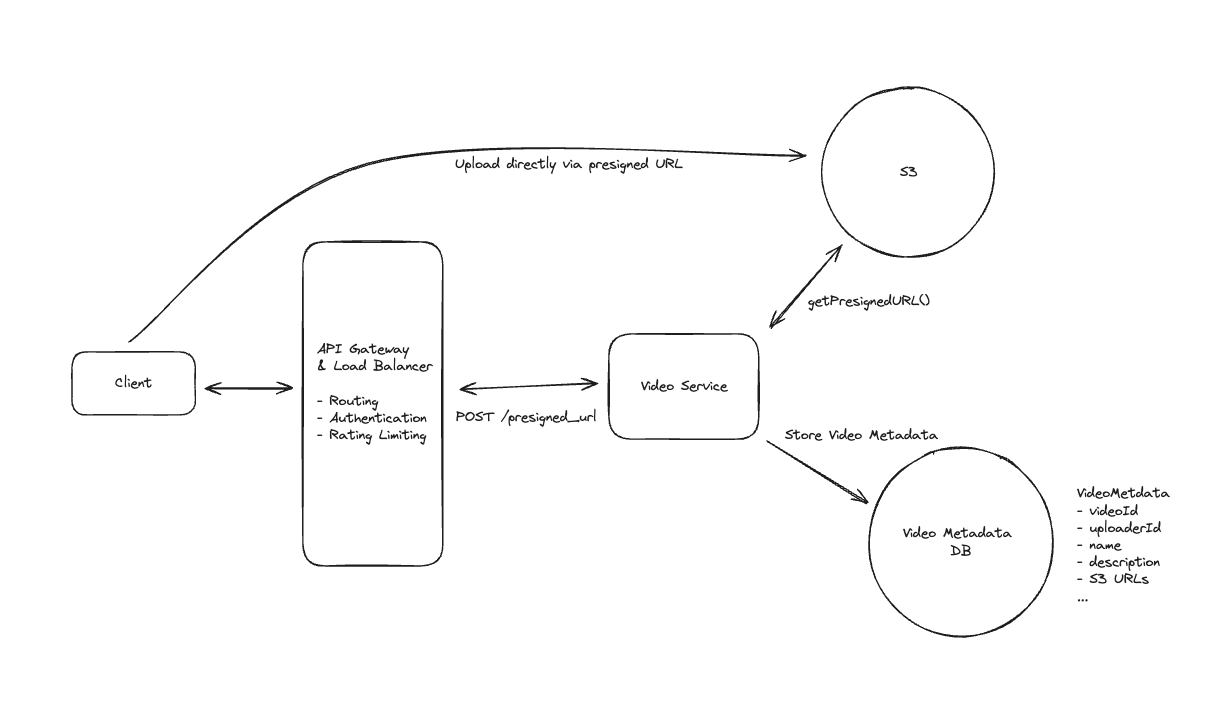 Upload directly via presigned URL
S3
getPresignedURL()
Client
API Gateway
& Load Balancer
- Routing
- Authentication
- Rating Limiting
POST /presigned_url
Video Service
Store Video Metadata
Video Metadata
DB
VideoMetdata
- videoId
- uploaderId
- name
- description
- S3 URLs
...